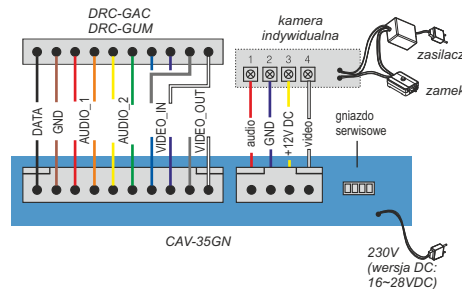 DRC-GAC
DRC-GUM
kamera
indywidualna
zasilacz
zamek
1 2 3 4
DATA
GND
AUDIO_1
AUDIO_2
VIDEO_IN
VIDEO_OUT
audio
GND
+12V DC
video
gniazdo
serwisowe
CAV-35GN
230V
(wersja DC:
16~28VDC)